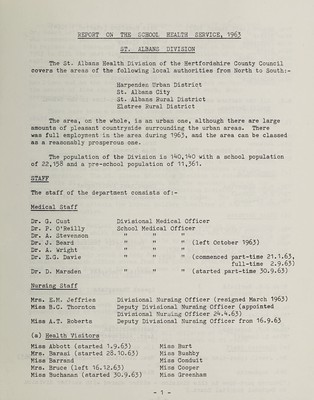 REPORT ON THE SCHOOL HEALTH SERVICE, 1963
ST. ALBANS DIVISION
The St. Albans Health Division of the Hertfordshire County Council
covers the areas of the following local authorities from North to South:-
Harpenden Urban District
St. Albans City
St. Albans Rural District
Elstree Rural District
The area, on the whole, is an urban one, although there are large
amounts of pleasant countryside surrounding the urban areas. There
was full employment in the area during 1963, and the area can be classed
as a reasonably prosperous one.
The population of the Division is 140,140 with a school population
of 22,158 and a pre-school population of 11,361.
STAFF
The staff of the department consists of:-
Medical Staff
Dr. G. Cust Divisional Medical Officer
Dr. P. O'Reilly School Medical Officer
Dr. A. Stevenson " " "
Dr. J. Beard " " " (left October 1963)
Dr. A. Wright " " "
Dr. E.G. Davis " " " (commenced part-time 21.1.63,
full-time 2.9.63)
Dr. D. Marsden " " " (started part-time 30.9.63)
Nursing Staff
Mrs. E.M. Jeffries Divisional Nursing Officer (resigned March 1963)
Miss B.C. Thornton Deputy Divisional Nursing Officer (appointed
Divisional Nursing Officer 24.4.63)
Miss A.T. Roberts Deputy Divisional Nursing Officer from 16.9.63
(a) Health Visitors
Miss Abbott (started 1.9.63) Miss Burt
Mrs. Barasi (started 28.10.63) Miss Bushby
Miss Barrand Miss Conduit
Mrs. Bruce (left 16.12.63) Miss Cooper
Miss Buchanan (started 30.9.63) Miss Greenham
- 1 -